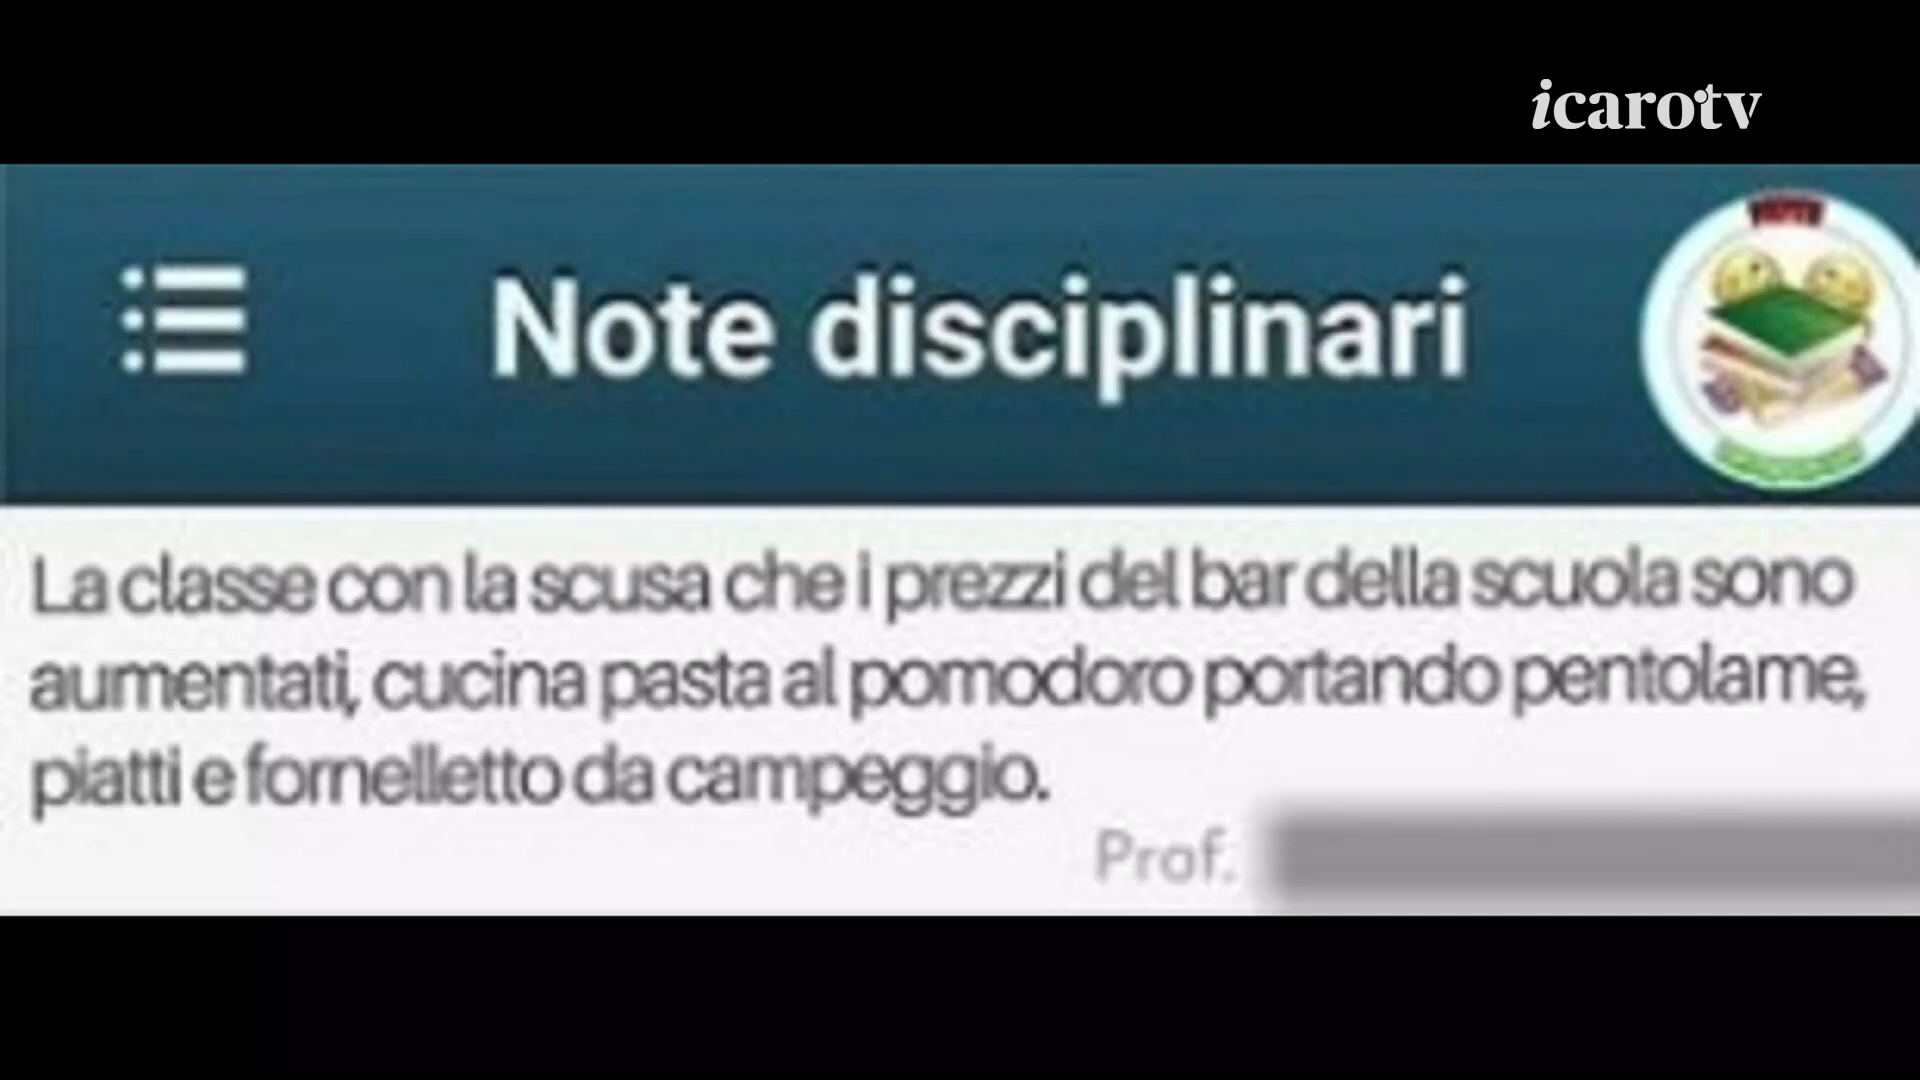 icarotv
Note disciplinari
La classe con la scusa che i prezzi del bar della scuola sono
aumentati, cucina pasta al pomodoro portando pentolame,
piatti e fornelletto da campeggio.
Prof.